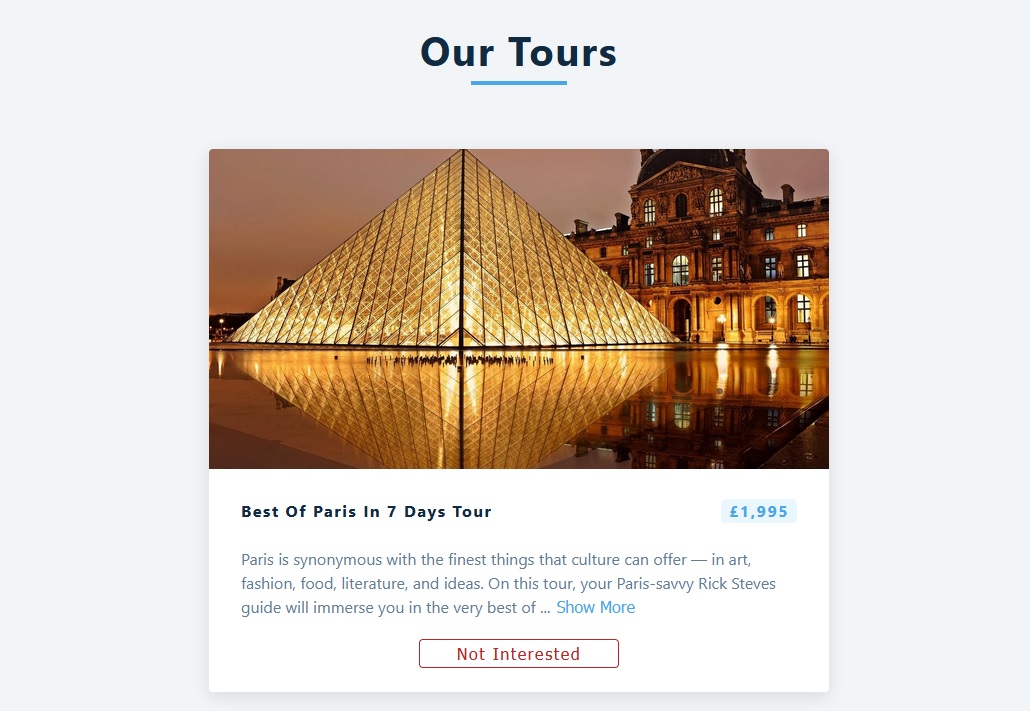 Our Tours
Best Of Paris In 7 Days Tour
£1,995
Paris is synonymous with the finest things that culture can offer — in art,
fashion, food, literature, and ideas. On this tour, your Paris-savvy Rick Steves
guide will immerse you in the very best of ... Show More
Not Interested